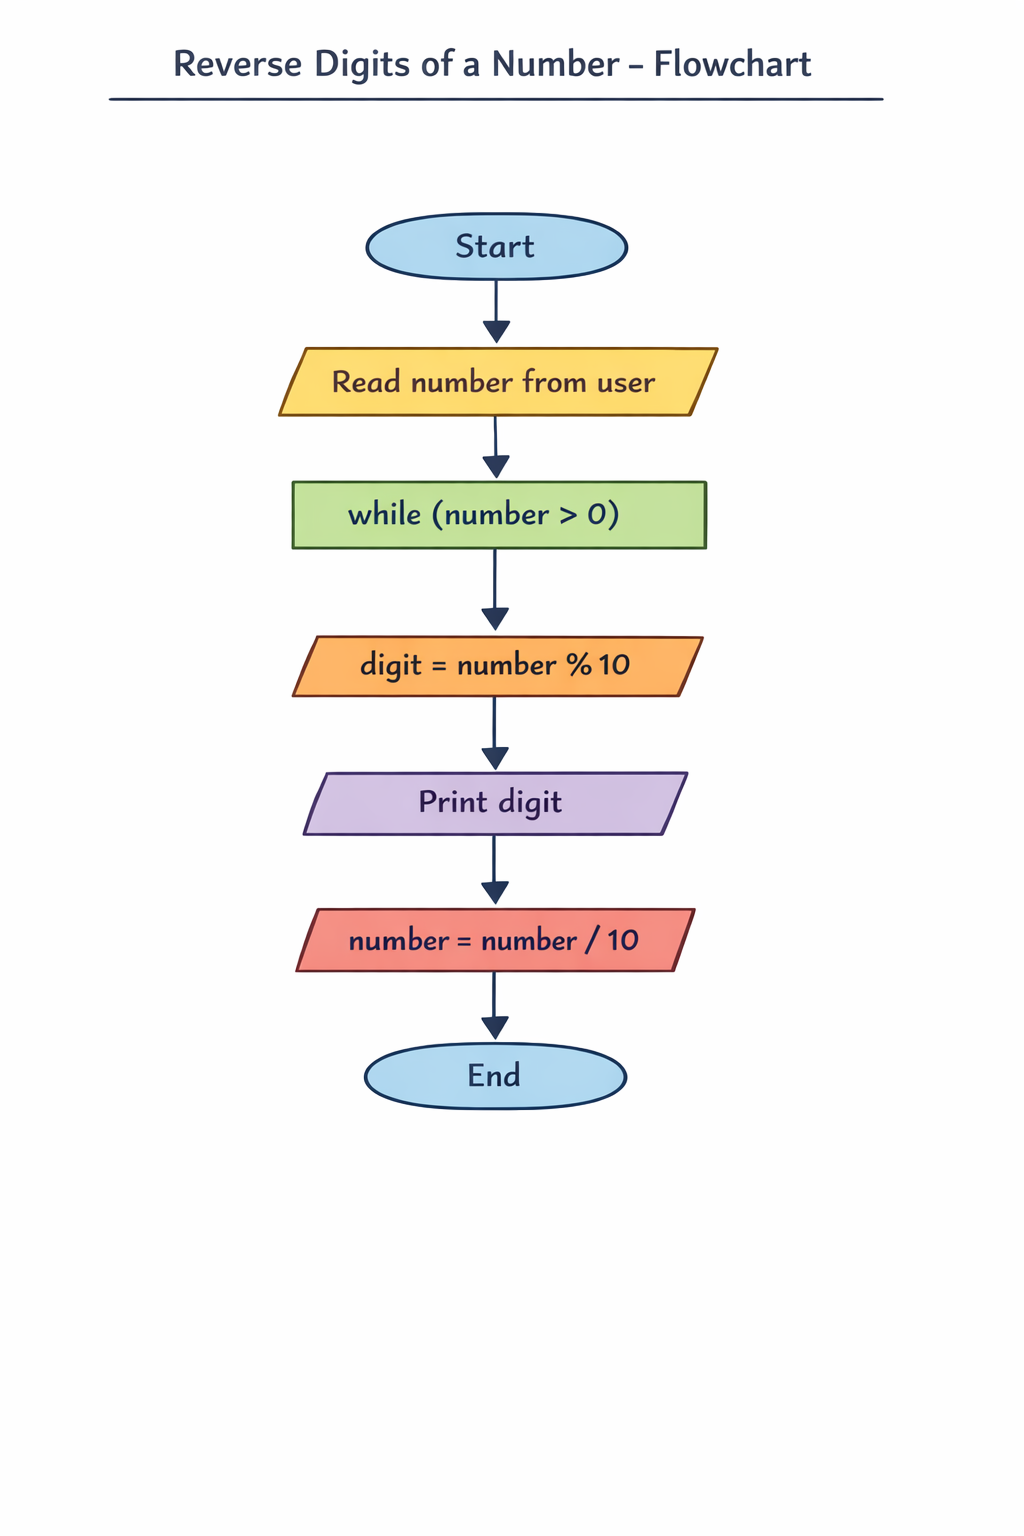 Reverse Digits of a Number – Flowchart
Start
Read number from user
while (number > 0)
digit = number % 10
Print digit
number = number / 10
End